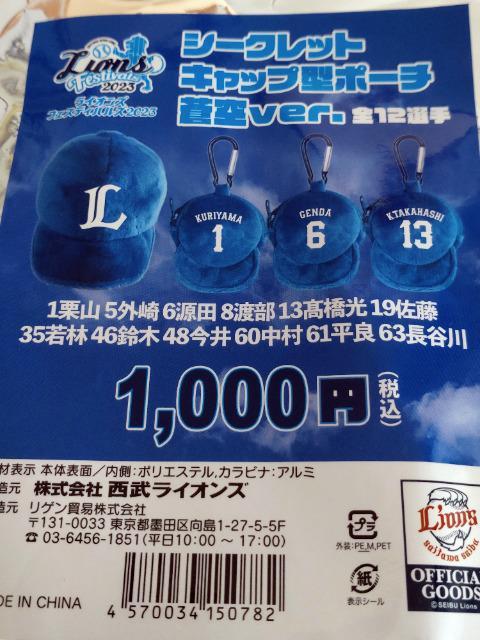 Lions
Festivals
2023
ライオンズ
フェスティバルズ2023
シークレット
キャップ型ポーチ
蒼空ver. 全12選手
L
KURIYAMA
1
GENDA
6
K.TAKAHASHI
13
1栗山 5外崎 6源田 8渡部 13髙橋光 19佐藤
35若林 46鈴木 48今井 60中村 61平良 63長谷川
1,000円(税込)
材表示 本体表面／内側:ポリエステル,カラビナ:アルミ
造元 株式会社 西武ライオンズ
造元 リゲン貿易株式会社
〒131-0033 東京都墨田区向島1-27-5-5F
☎03-6456-1851(平日10:00 〜 17:00)
プラ
外装:PE,M,PET
紙
表示シール
Lions
saitama seibu
OFFICIAL
GOODS
©SEIBU Lions
DE IN CHINA
4 570034 150782